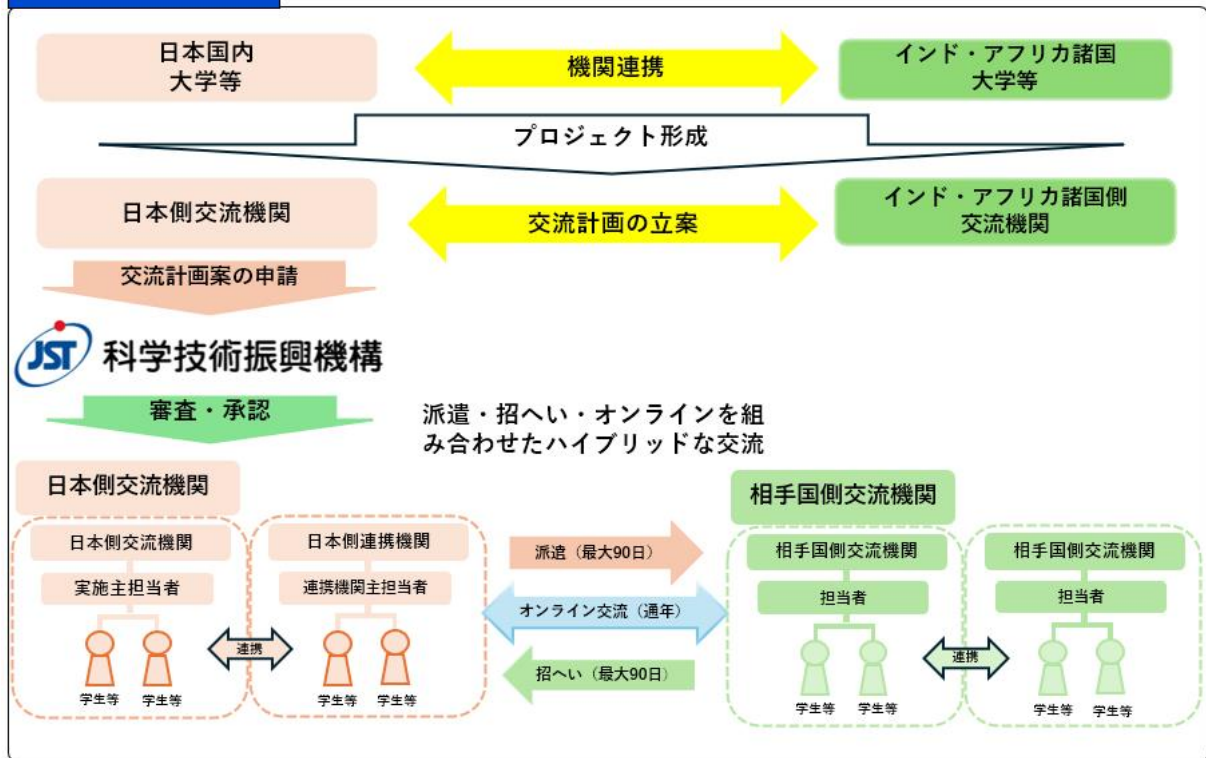 日本国内
大学等
機関連携
インド・アフリカ諸国
大学等
プロジェクト形成
日本側交流機関
交流計画の立案
インド・アフリカ諸国側
交流機関
交流計画案の申請
JST 科学技術振興機構
審査・承認
派遣・招へい・オンラインを組
み合わせたハイブリッドな交流
日本側交流機関
相手国側交流機関
日本側交流機関
日本側連携機関
派遣（最大90日）
相手国側交流機関
相手国側交流機関
実施主担当者
連携機関主担当者
オンライン交流（通年）
担当者
担当者
連携
招へい（最大90日）
連携
学生等
学生等
学生等
学生等
学生等
学生等
学生等
学生等